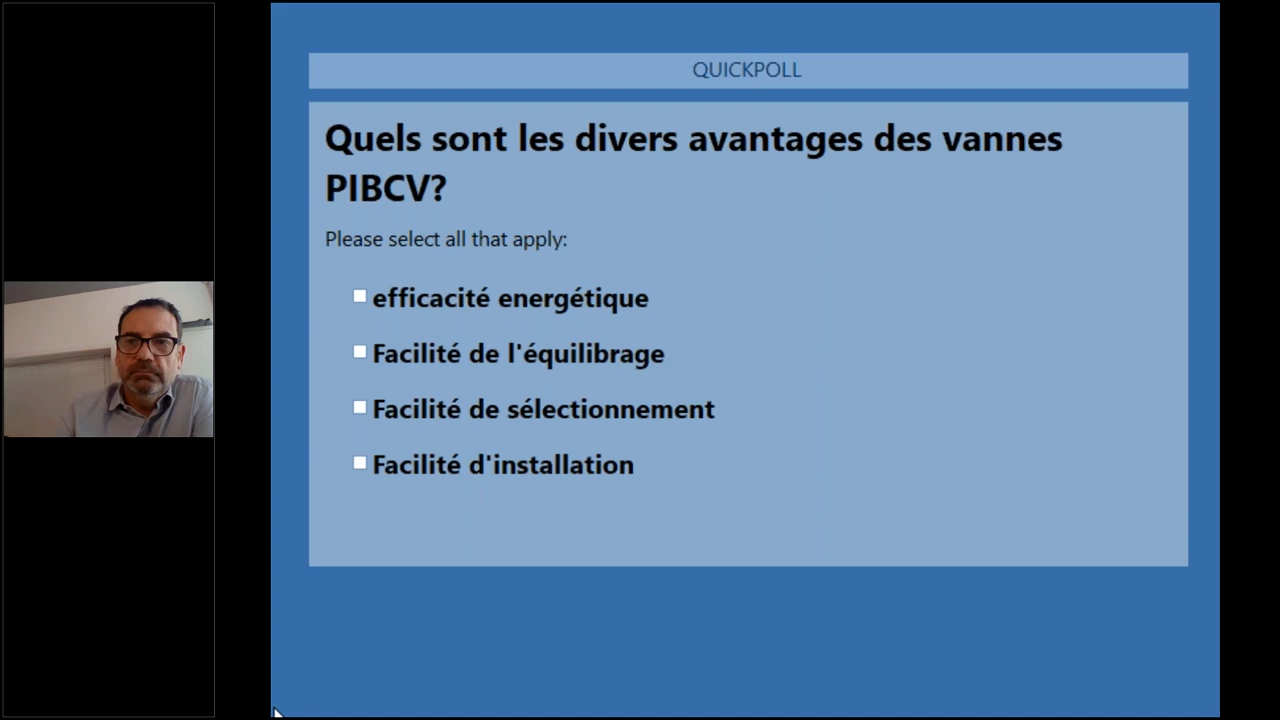 QUICKPOLL
Quels sont les divers avantages des vannes
PIBCV?
Please select all that apply:
efficacité energétique
Facilité de l'équilibrage
Facilité de sélectionnement
Facilité d'installation